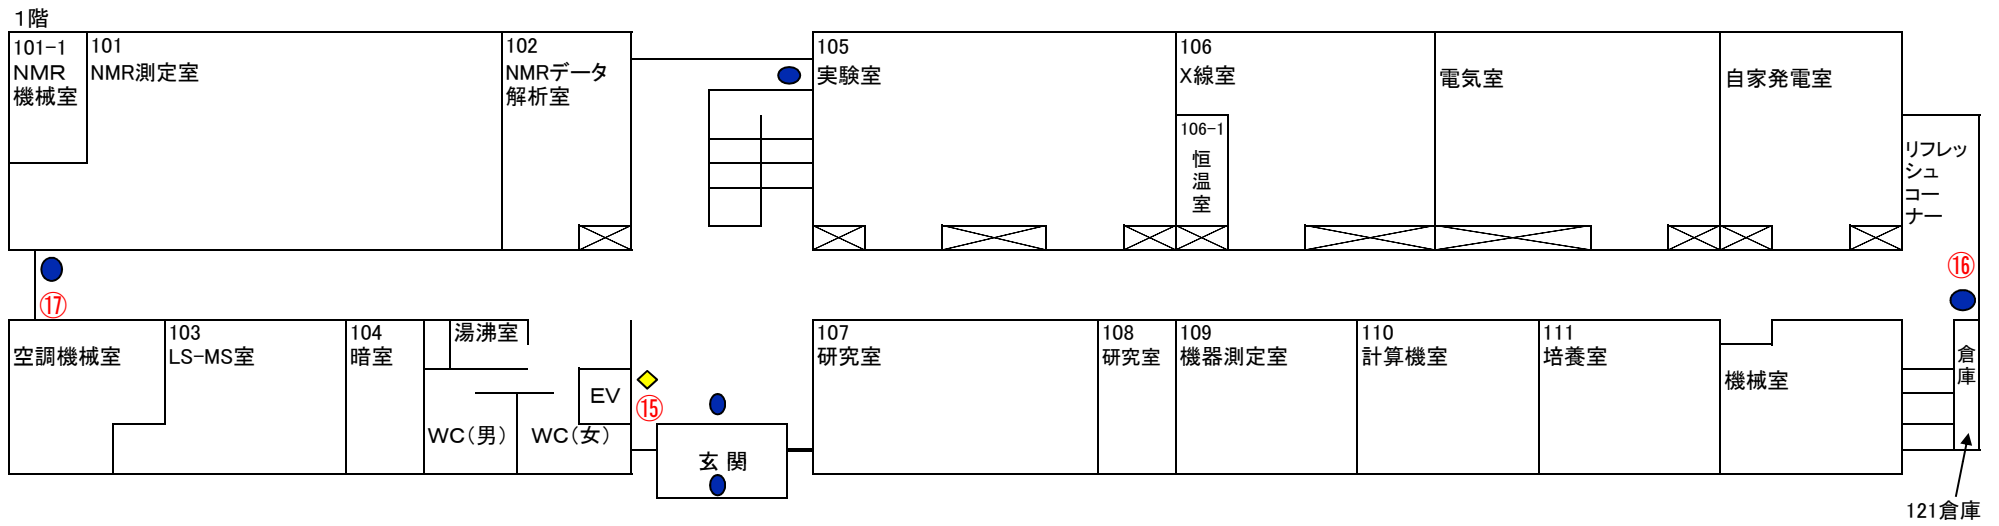 1階
101-1
NMR
機械室
101
NMR測定室
102
NMRデータ
解析室
105
実験室
106
X線室
106-1
恒
温
室
電気室
自家発電室
リフレッ
シュ
コー
ナー
⑰
⑯
空調機械室
103
LS-MS室
104
暗室
湯沸室
WC(男)
WC(女)
EV
⑮
玄関
107
研究室
108
研究室
109
機器測定室
110
計算機室
111
培養室
機械室
倉
庫
121倉庫